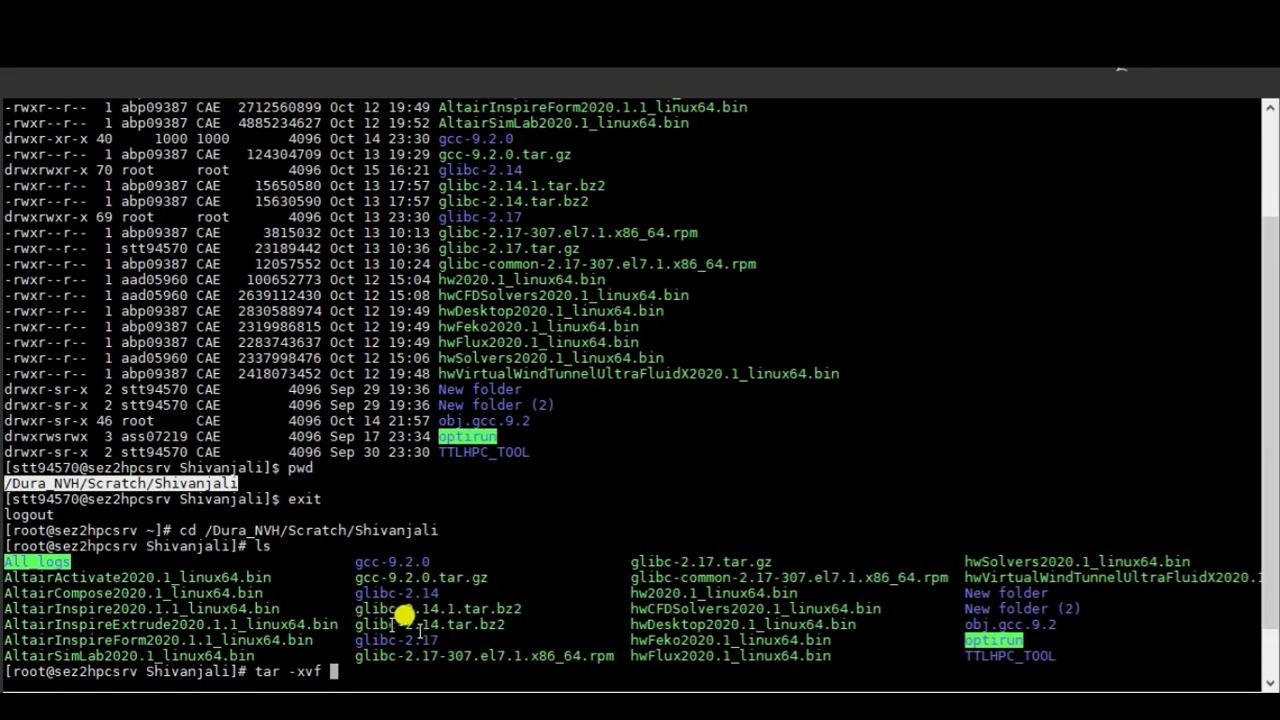 -rwxr--r-- 1 abp09387 CAE 2712560899 Oct 12 19:49 AltairInspireForm2020.1.1_linux64.bin
-rwxr--r-- 1 abp09387 CAE 4885234627 Oct 12 19:52 AltairSimLab2020.1_linux64.bin
drwxr-xr-x 40 1000 1000 4096 Oct 14 23:30 gcc-9.2.0
-rwxr--r-- 1 abp09387 CAE 124304709 Oct 13 19:29 gcc-9.2.0.tar.gz
drwxrwxr-x 70 root root 4096 Oct 15 16:21 glibc-2.14
-rwxr--r-- 1 abp09387 CAE 15650580 Oct 13 17:57 glibc-2.14.1.tar.bz2
-rwxr--r-- 1 abp09387 CAE 15630590 Oct 13 17:57 glibc-2.14.tar.bz2
drwxrwxr-x 69 root root 4096 Oct 13 23:30 glibc-2.17
-rwxr--r-- 1 abp09387 CAE 3815032 Oct 13 10:13 glibc-2.17-307.el7.1.x86_64.rpm
-rwxr--r-- 1 stt94570 CAE 23189442 Oct 13 10:36 glibc-2.17.tar.gz
-rwxr--r-- 1 abp09387 CAE 12057552 Oct 13 10:24 glibc-common-2.17-307.el7.1.x86_64.rpm
-rwxr--r-- 1 aad05960 CAE 100652773 Oct 12 15:04 hw2020.1_linux64.bin
-rwxr--r-- 1 aad05960 CAE 2639112430 Oct 12 15:08 hwCFDSolvers2020.1_linux64.bin
-rwxr--r-- 1 abp09387 CAE 2830588974 Oct 12 19:49 hwDesktop2020.1_linux64.bin
-rwxr--r-- 1 abp09387 CAE 2319986815 Oct 12 19:49 hwFeko2020.1_linux64.bin
-rwxr--r-- 1 abp09387 CAE 2283743637 Oct 12 19:49 hwFlux2020.1_linux64.bin
-rwxr--r-- 1 aad05960 CAE 2337998476 Oct 12 15:06 hwSolvers2020.1_linux64.bin
-rwxr--r-- 1 abp09387 CAE 2418073452 Oct 12 19:48 hwVirtualWindTunnelUltraFluidX2020.1_linux64.bin
drwxr-sr-x 2 stt94570 CAE 4096 Sep 29 19:36 New folder
drwxr-sr-x 2 stt94570 CAE 4096 Sep 29 19:36 New folder (2)
drwxr-sr-x 46 root CAE 4096 Oct 14 21:57 obj.gcc.9.2
drwxrwsrwx 3 ass07219 CAE 4096 Sep 17 23:34 optirun
drwxr-sr-x 2 stt94570 CAE 4096 Sep 30 23:30 TTLHPC_TOOL
[stt94570@sez2hpcsrv Shivanjali]$ pwd
/Dura_NVH/Scratch/Shivanjali
[stt94570@sez2hpcsrv Shivanjali]$ exit
logout
[root@sez2hpcsrv ~]# cd /Dura_NVH/Scratch/Shivanjali
[root@sez2hpcsrv Shivanjali]# ls
All_logs gcc-9.2.0 glibc-2.17.tar.gz hwSolvers2020.1_linux64.bin
AltairActivate2020.1_linux64.bin gcc-9.2.0.tar.gz glibc-common-2.17-307.el7.1.x86_64.rpm hwVirtualWindTunnelUltraFluidX2020.1
AltairCompose2020.1_linux64.bin glibc-2.14 hw2020.1_linux64.bin New folder
AltairInspire2020.1.1_linux64.bin glibc-2.14.1.tar.bz2 hwCFDSolvers2020.1_linux64.bin New folder (2)
AltairInspireExtrude2020.1.1_linux64.bin glibc-2.14.tar.bz2 hwDesktop2020.1_linux64.bin obj.gcc.9.2
AltairInspireForm2020.1.1_linux64.bin glibc-2.17 hwFeko2020.1_linux64.bin optirun
AltairSimLab2020.1_linux64.bin glibc-2.17-307.el7.1.x86_64.rpm hwFlux2020.1_linux64.bin TTLHPC_TOOL
[root@sez2hpcsrv Shivanjali]# tar -xvf